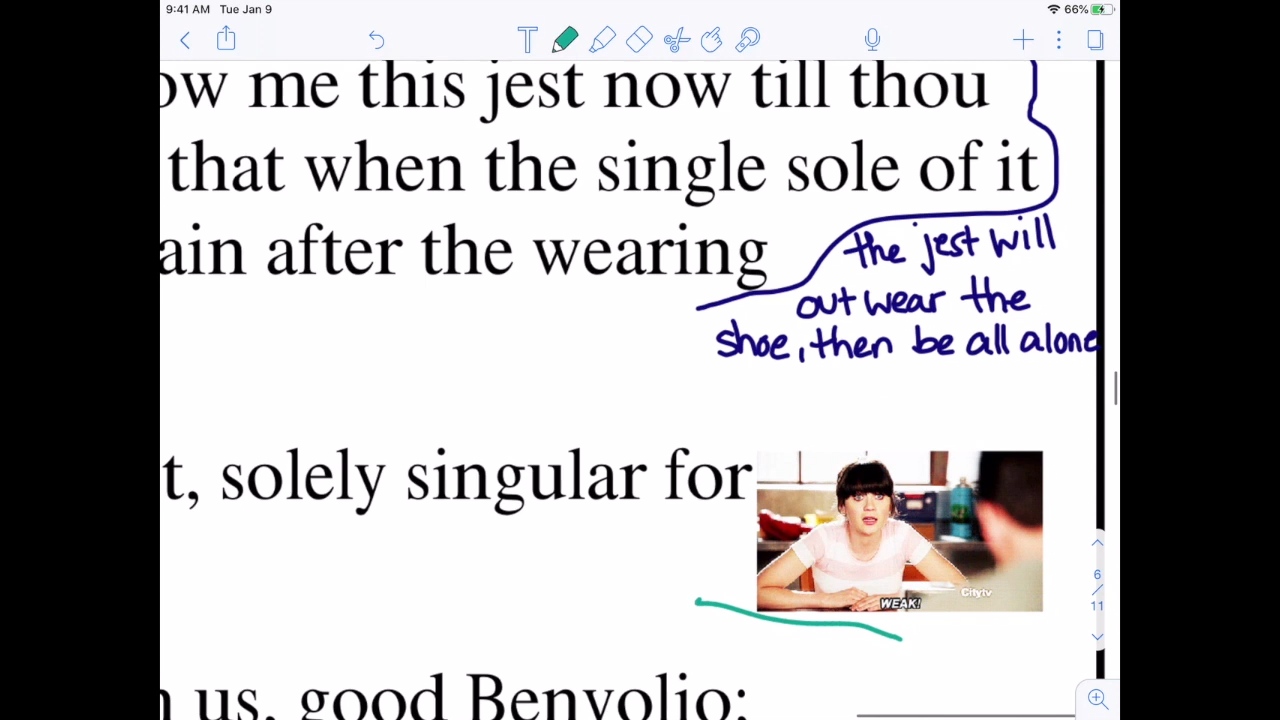 9:41 AM Tue Jan 9
66%
ow me this jest now till thou
that when the single sole of it
ain after the wearing
the jest will
out wear the
shoe, then be all alone
t, solely singular for
WEAK!
Citytv
6
/
11
us, good Benvolio;